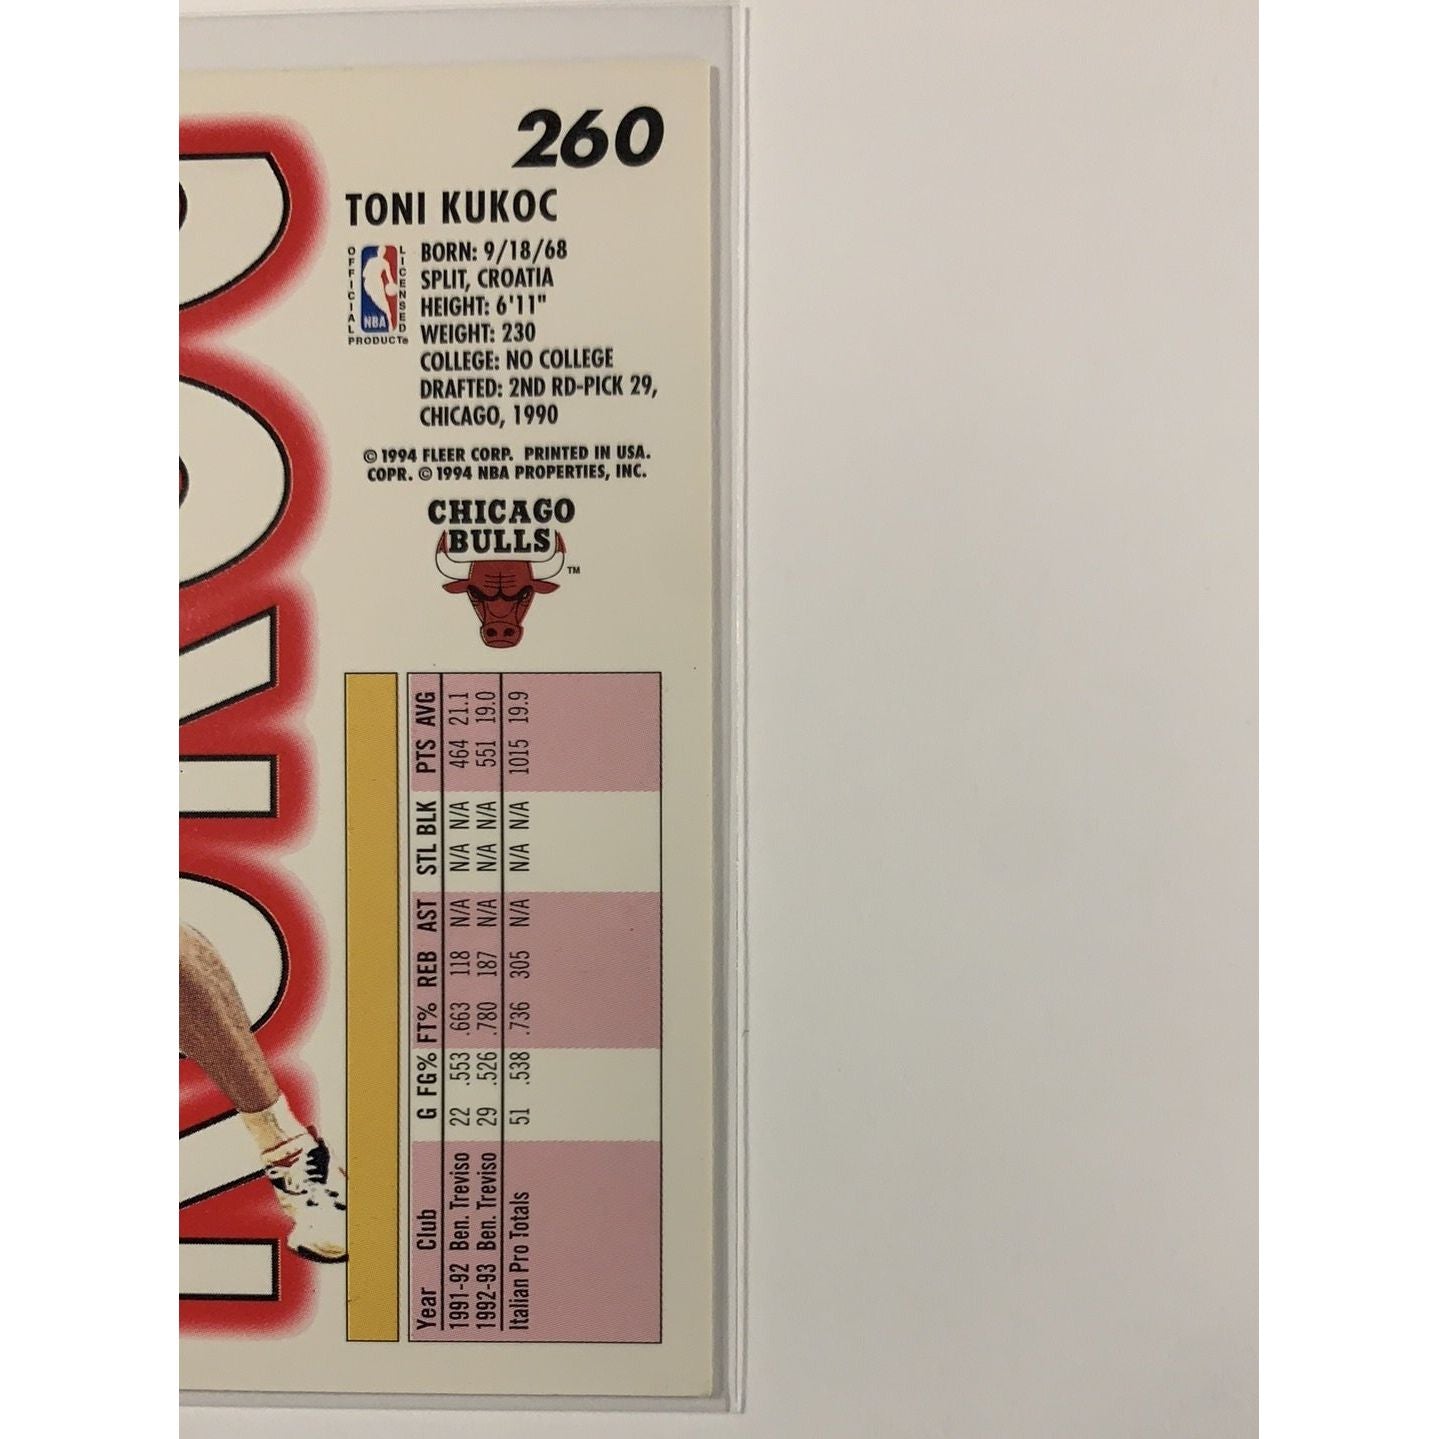 260
TONI KUKOC
OFFICIAL LICENSED
NBA
PRODUCT®
BORN: 9/18/68
SPLIT, CROATIA
HEIGHT: 6'11"
WEIGHT: 230
COLLEGE: NO COLLEGE
DRAFTED: 2ND RD-PICK 29,
CHICAGO, 1990
© 1994 FLEER CORP. PRINTED IN USA.
COPR. © 1994 NBA PROPERTIES, INC.
CHICAGO
BULLS
TM
Year Club G FG% FT% REB AST STL BLK PTS AVG
1991-92 Ben. Treviso 22 .553 .663 118 N/A N/A N/A 464 21.1
1992-93 Ben. Treviso 29 .526 .780 187 N/A N/A N/A 551 19.0
Italian Pro Totals 51 .538 .736 305 N/A N/A N/A 1015 19.9